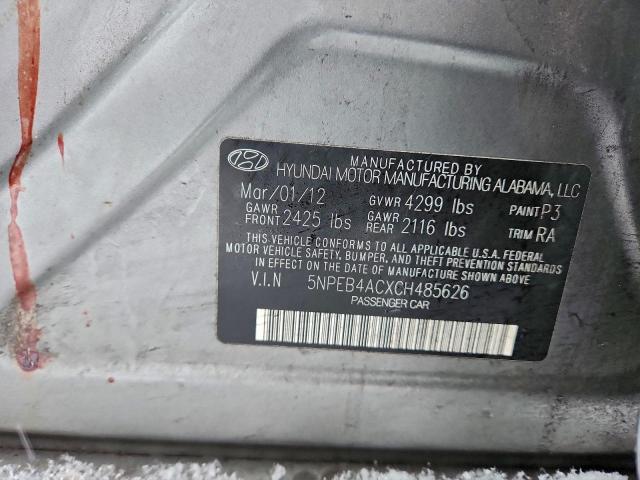 MANUFACTURED BY
HYUNDAI MOTOR MANUFACTURING ALABAMA, LLC
Mar/01/12 GVWR 4299 lbs PAINT P3
GAWR FRONT 2425 lbs GAWR REAR 2116 lbs TRIM RA
THIS VEHICLE CONFORMS TO ALL APPLICABLE U.S.A. FEDERAL
MOTOR VEHICLE SAFETY, BUMPER, AND THEFT PREVENTION STANDARDS
IN EFFECT ON THE DATE OF MANUFACTURE SHOWN ABOVE
V.I.N 5NPEB4ACXCH485626
PASSENGER CAR